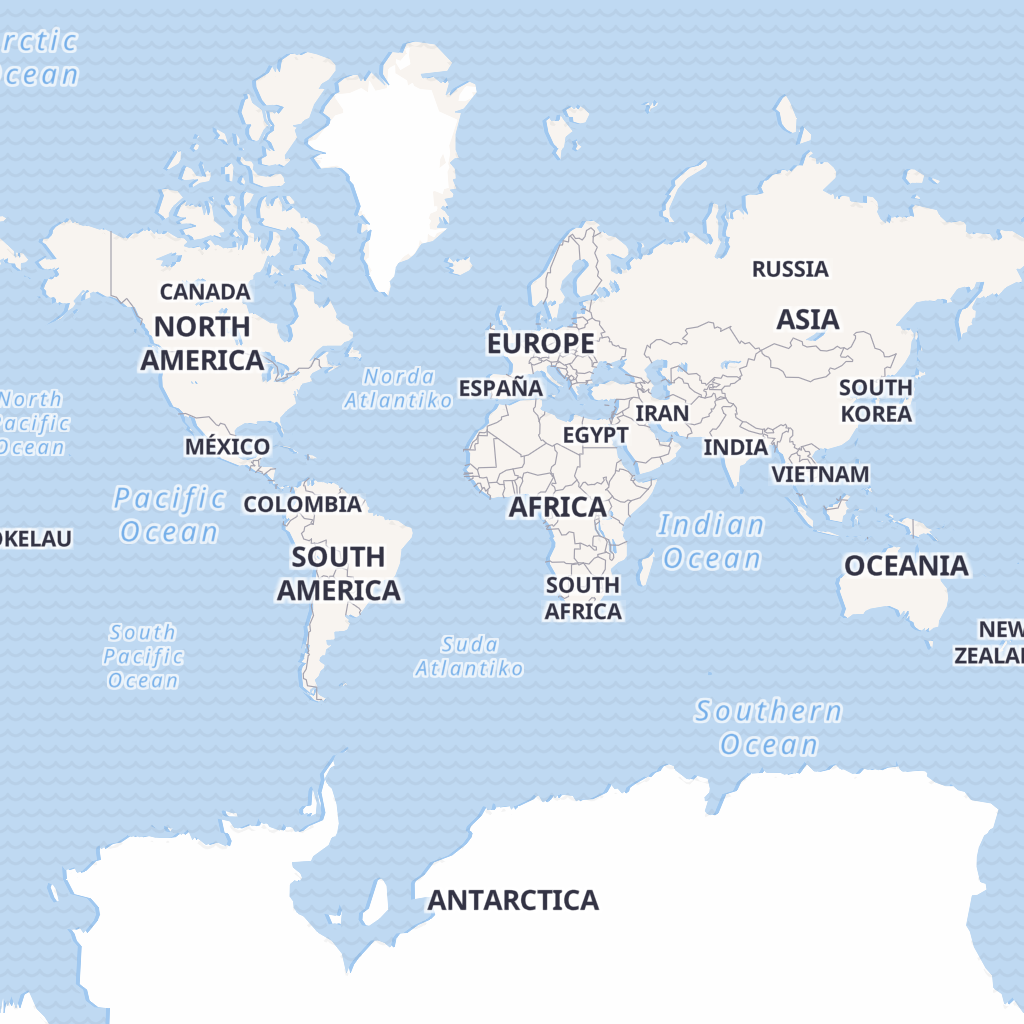 rctic
cean
CANADA
NORTH
AMERICA
RUSSIA
ASIA
EUROPE
Norda
Atlantiko
ESPAÑA
SOUTH
KOREA
North
Pacific
Ocean
IRAN
EGYPT
INDIA
MÉXICO
VIETNAM
Pacific
Ocean
COLOMBIA
AFRICA
Indian
Ocean
OKELAU
SOUTH
AMERICA
OCEANIA
SOUTH
AFRICA
South
Pacific
Ocean
Suda
Atlantiko
NEW
ZEALAN
Southern
Ocean
ANTARCTICA